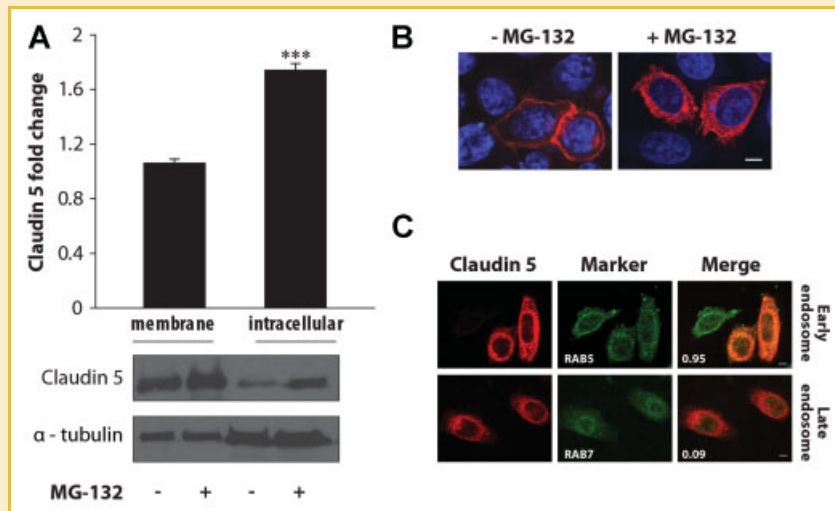 A
Claudin 5 fold change
2
1.6
1.2
0.8
0.4
0
***
membrane
intracellular
Claudin 5
α - tubulin
MG-132 - + - +
B
- MG-132 + MG-132
C
Claudin 5 Marker Merge
RAB5 0.95
Early endosome
RAB7 0.09
Late endosome